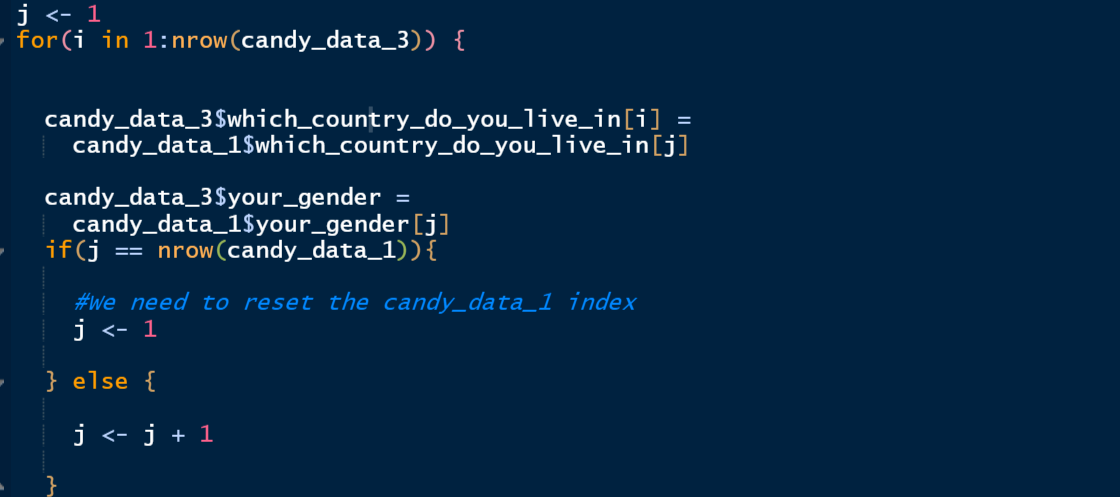 j <- 1
for(i in 1:nrow(candy_data_3)) {
candy_data_3$which_country_do_you_live_in[i] =
candy_data_1$which_country_do_you_live_in[j]
candy_data_3$your_gender =
candy_data_1$your_gender[j]
if(j == nrow(candy_data_1)){
#we need to reset the candy_data_1 index
j <- 1
} else {
j <- j + 1
}